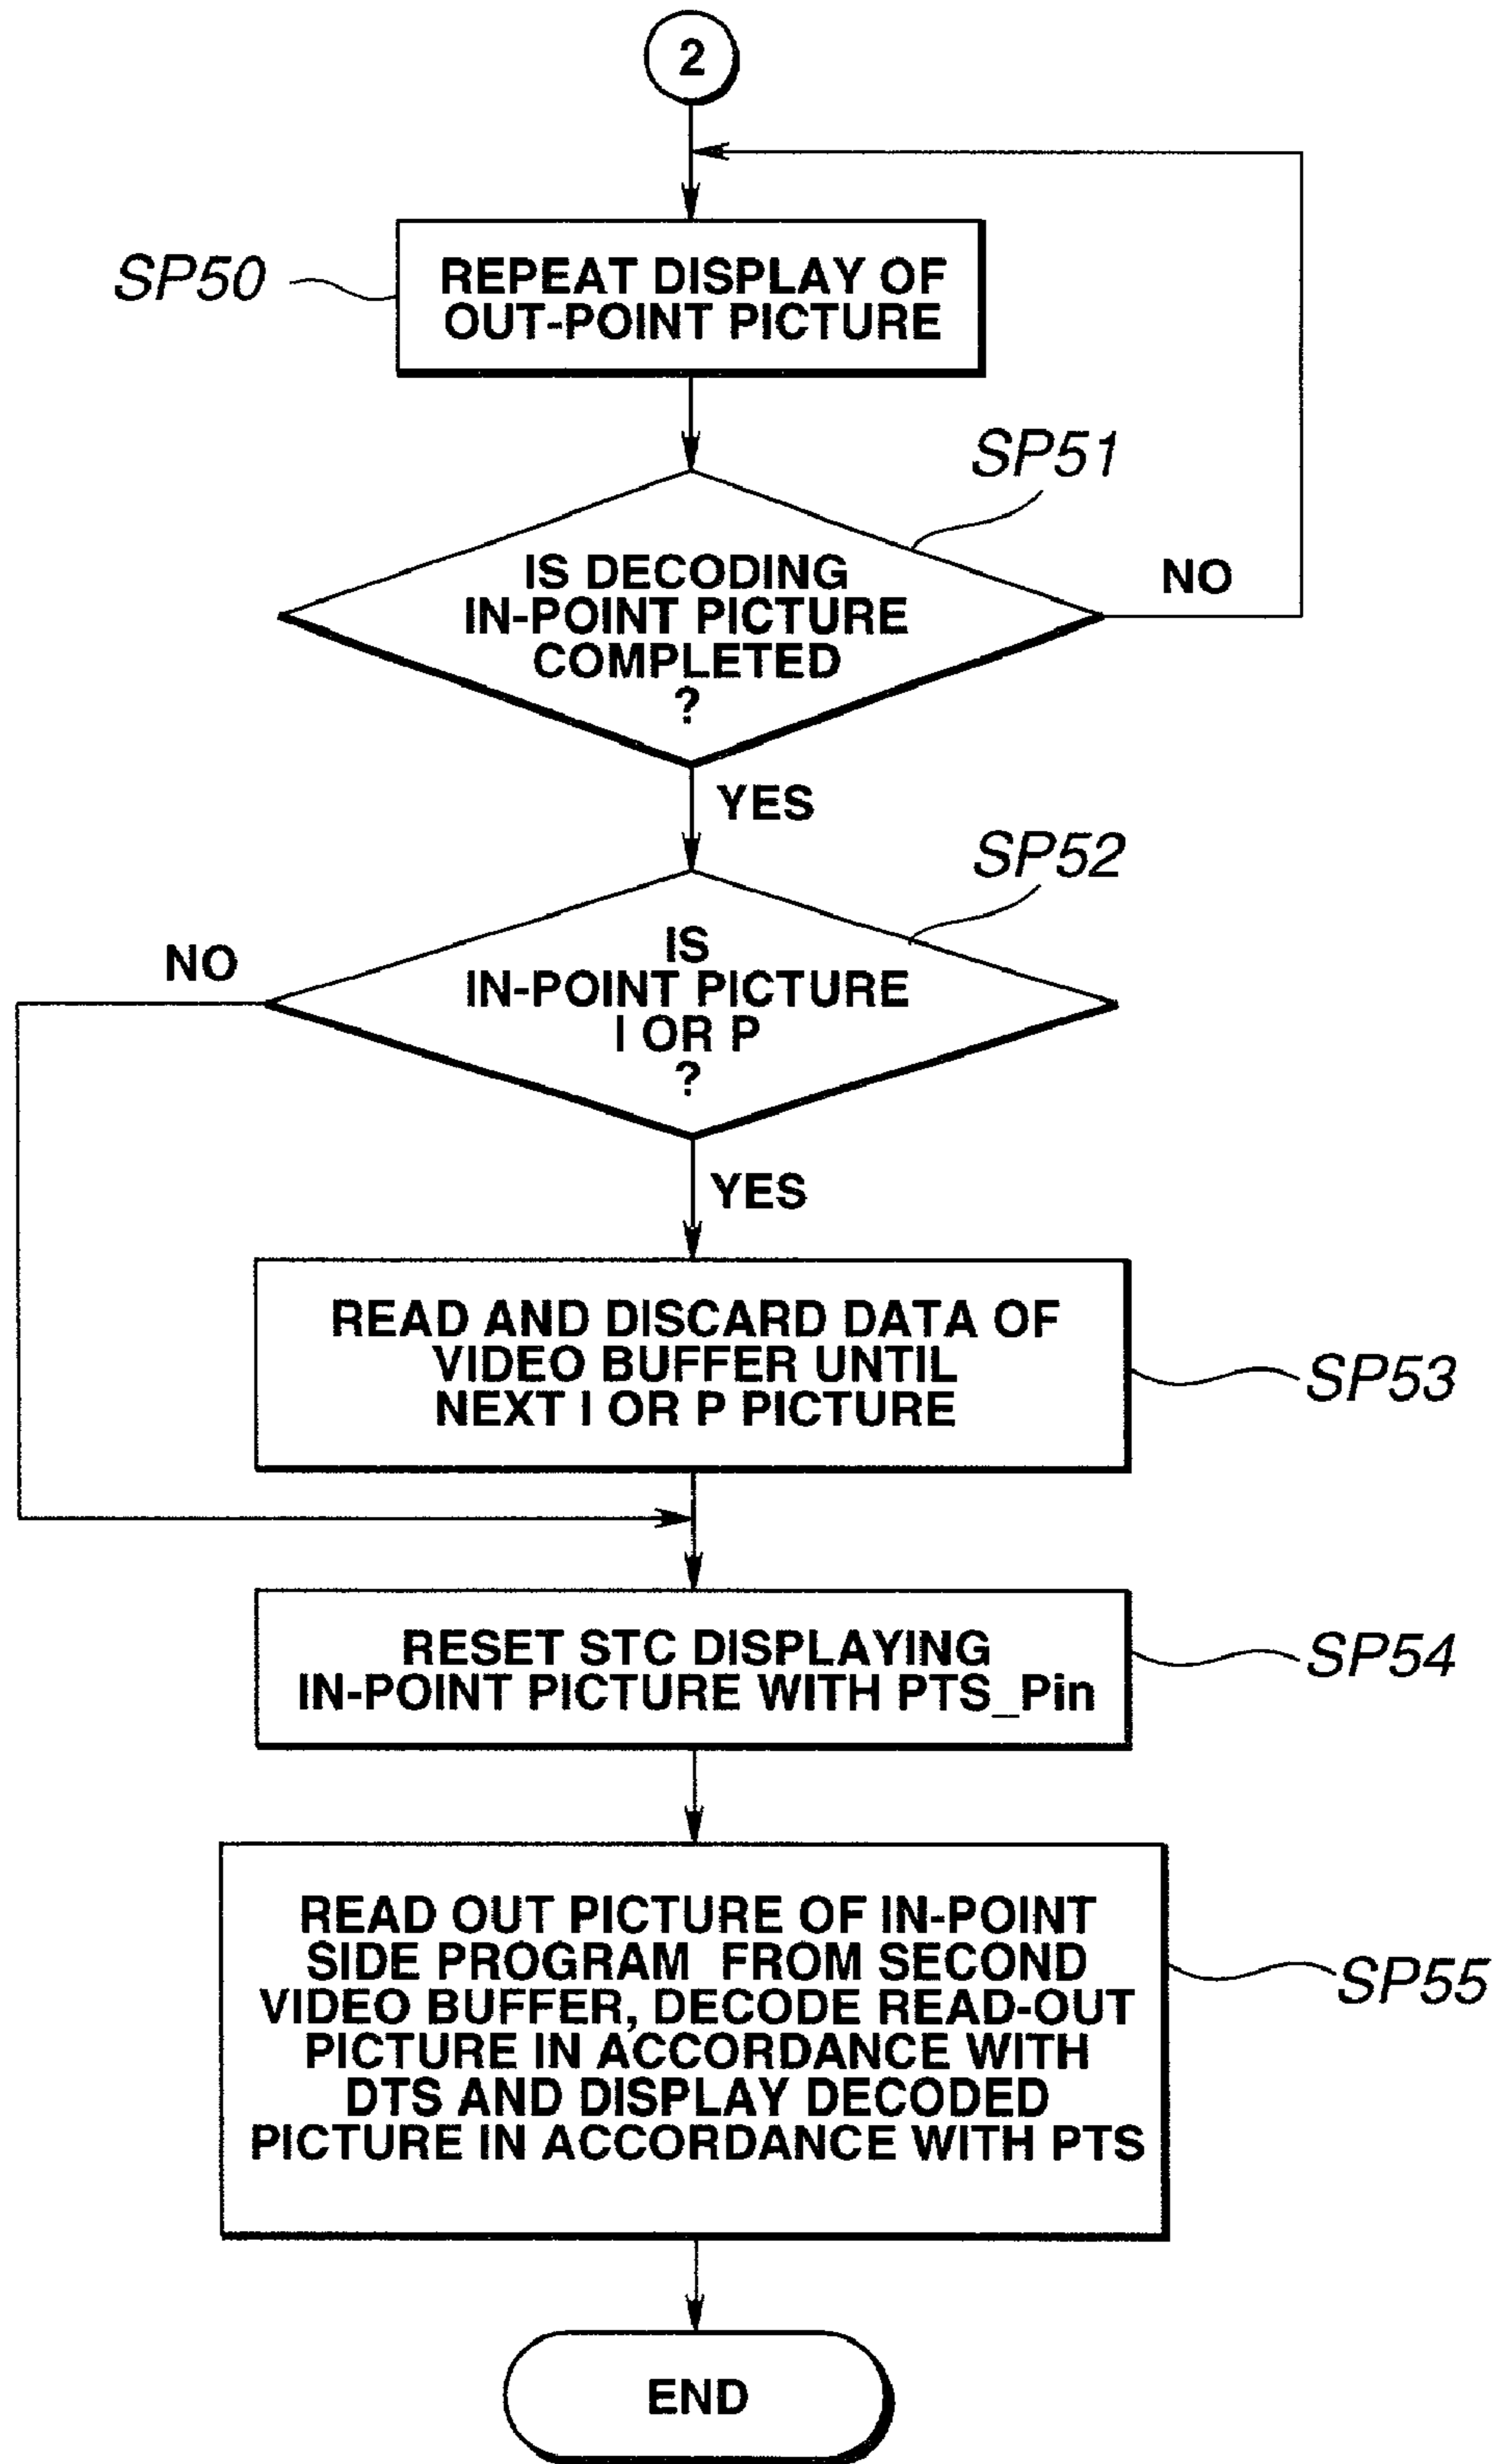 2
SP50
REPEAT DISPLAY OF
OUT-POINT PICTURE
SP51
IS DECODING
IN-POINT PICTURE
COMPLETED
?
NO
YES
SP52
NO
IS
IN-POINT PICTURE
I OR P
?
YES
READ AND DISCARD DATA OF
VIDEO BUFFER UNTIL
NEXT I OR P PICTURE
SP53
RESET STC DISPLAYING
IN-POINT PICTURE WITH PTS_Pin
SP54
READ OUT PICTURE OF IN-POINT
SIDE PROGRAM FROM SECOND
VIDEO BUFFER, DECODE READ-OUT
PICTURE IN ACCORDANCE WITH
DTS AND DISPLAY DECODED
PICTURE IN ACCORDANCE WITH PTS
SP55
END